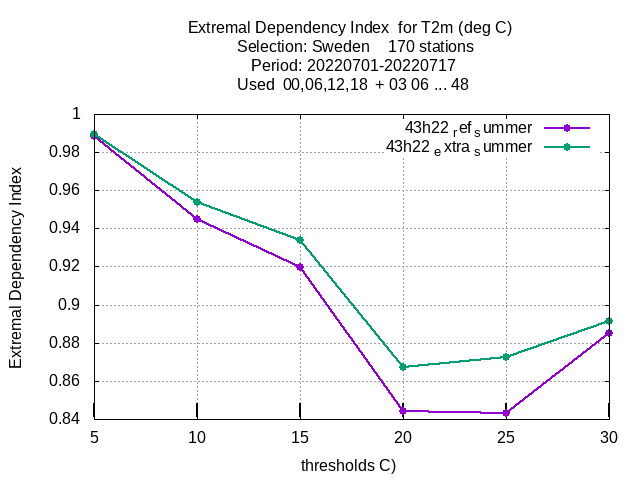 Extremal Dependency Index  for T2m (deg C)
Selection: Sweden    170 stations
Period: 20220701-20220717
Used  00,06,12,18  + 03 06 ... 48
43h22 ref summer
43h22 extra summer
1
0.98
0.96
0.94
0.92
0.9
0.88
0.86
0.84
Extremal Dependency Index
5 10 15 20 25 30
thresholds C)